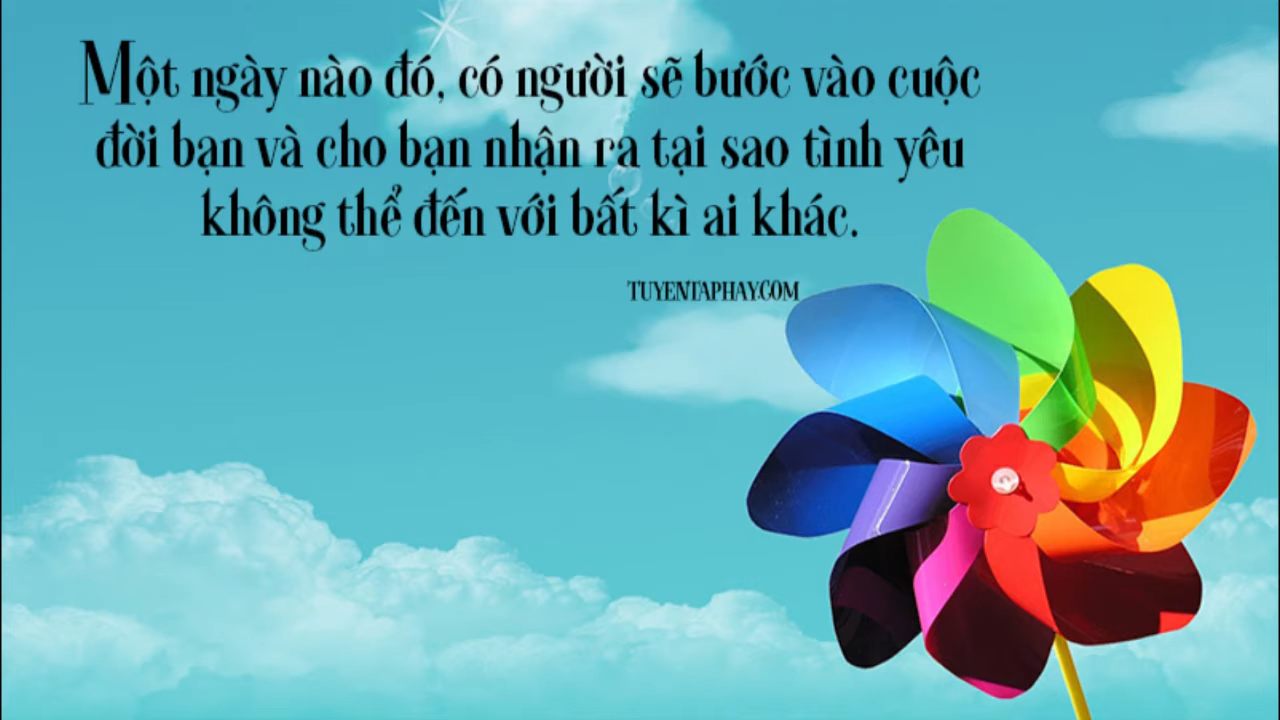 Một ngày nào đó, có người sẽ bước vào cuộc
đời bạn và cho bạn nhận ra tại sao tình yêu
không thể đến với bất kì ai khác.
TUYENTAPHAY.COM